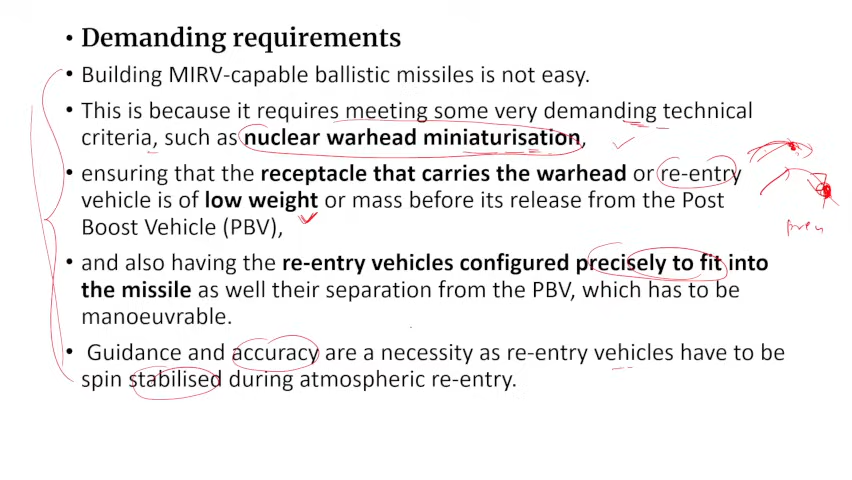 • Demanding requirements
• Building MIRV-capable ballistic missiles is not easy.
• This is because it requires meeting some very demanding technical
criteria, such as nuclear warhead miniaturisation,
• ensuring that the receptacle that carries the warhead or re-entry
vehicle is of low weight or mass before its release from the Post
Boost Vehicle (PBV),
• and also having the re-entry vehicles configured precisely to fit into
the missile as well their separation from the PBV, which has to be
manoeuvrable.
• Guidance and accuracy are a necessity as re-entry vehicles have to be
spin stabilised during atmospheric re-entry.